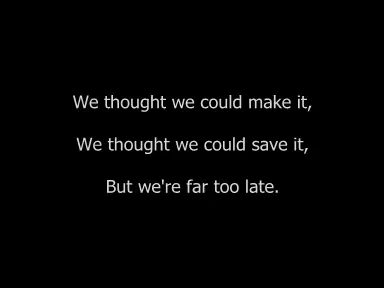 We thought we could make it,
We thought we could save it,
But we're far too late.